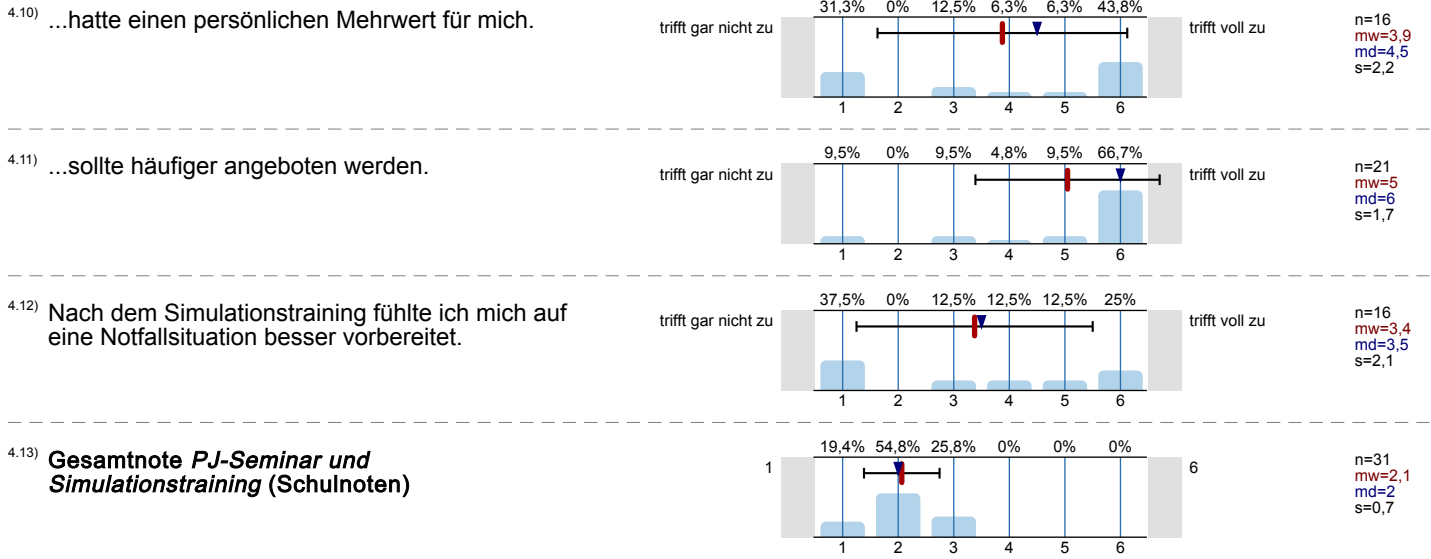 4.10) ...hatte einen persönlichen Mehrwert für mich.
31,3% 0% 12,5% 6,3% 6,3% 43,8%
trifft gar nicht zu
trifft voll zu
n=16
mw=3,9
md=4,5
s=2,2
1 2 3 4 5 6
4.11) ...sollte häufiger angeboten werden.
9,5% 0% 9,5% 4,8% 9,5% 66,7%
trifft gar nicht zu
trifft voll zu
n=21
mw=5
md=6
s=1,7
1 2 3 4 5 6
4.12) Nach dem Simulationstraining fühlte ich mich auf
eine Notfallsituation besser vorbereitet.
37,5% 0% 12,5% 12,5% 12,5% 25%
trifft gar nicht zu
trifft voll zu
n=16
mw=3,4
md=3,5
s=2,1
1 2 3 4 5 6
4.13) Gesamtnote PJ-Seminar und
Simulationstraining (Schulnoten)
19,4% 54,8% 25,8% 0% 0% 0%
1
6
n=31
mw=2,1
md=2
s=0,7
1 2 3 4 5 6